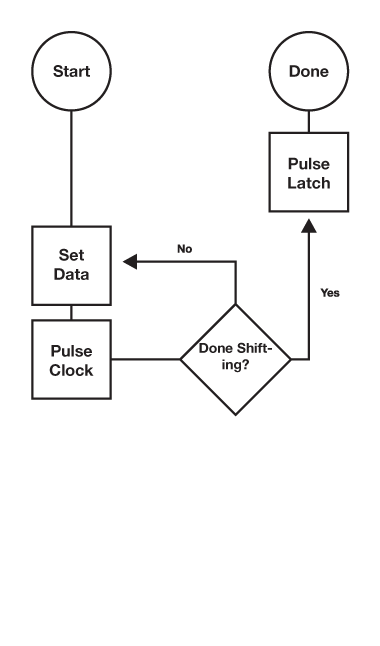 Start
Done
Pulse
Latch
Set
Data
No
Yes
Pulse
Clock
Done Shift-
ing?